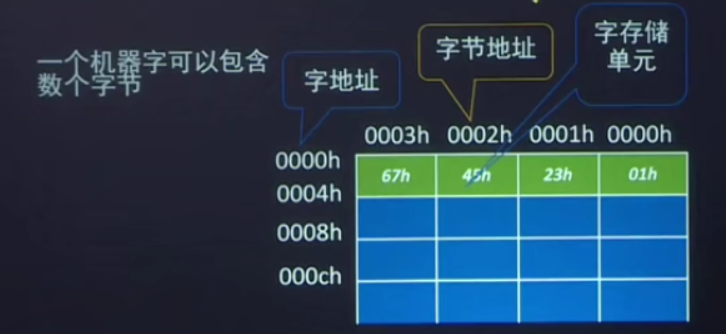 一个机器字可以包含
数个字节
字地址
字节地址
字存储
单元
0003h 0002h 0001h 0000h
0000h
67h 45h 23h 01h
0004h
0008h
000ch